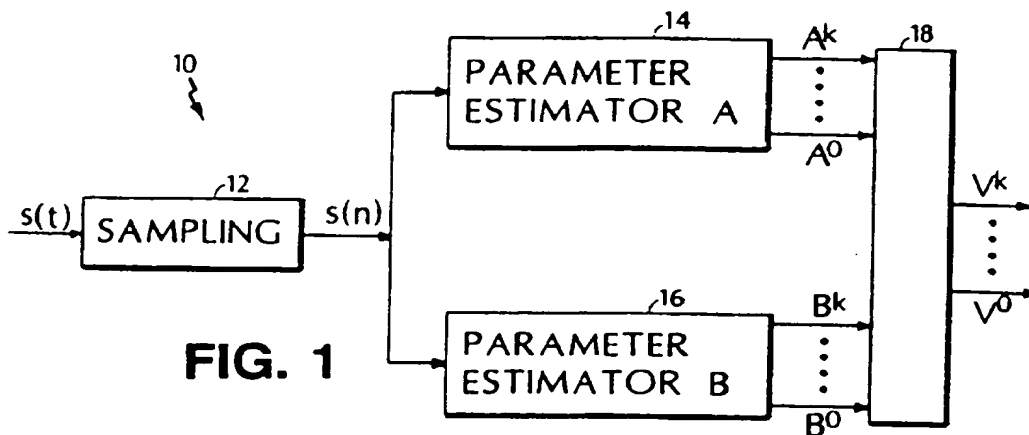 10
s(t)
12
SAMPLING
s(n)
14
PARAMETER
ESTIMATOR A
Aᵏ
A⁰
16
PARAMETER
ESTIMATOR B
Bᵏ
B⁰
18
Vᵏ
V⁰
FIG. 1